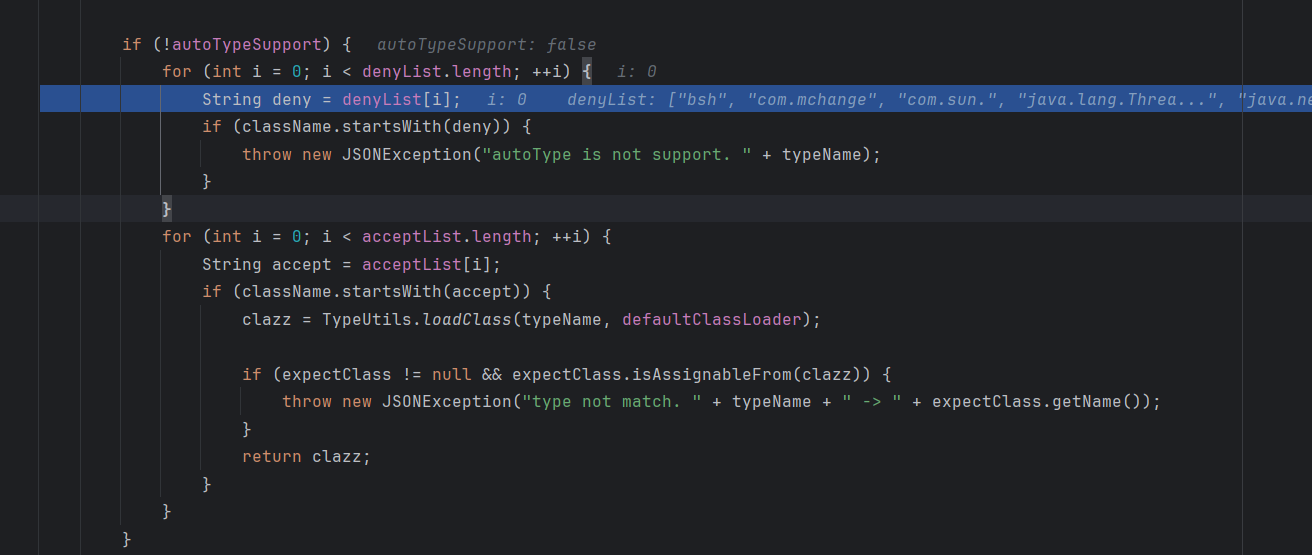 if (!autoTypeSupport) {   autoTypeSupport: false
for (int i = 0; i < denyList.length; ++i) {   i: 0
String deny = denyList[i];   i: 0    denyList: ["bsh", "com.mchange", "com.sun.", "java.lang.Threa...", "java.ne
if (className.startsWith(deny)) {
throw new JSONException("autoType is not support. " + typeName);
}
}
for (int i = 0; i < acceptList.length; ++i) {
String accept = acceptList[i];
if (className.startsWith(accept)) {
clazz = TypeUtils.loadClass(typeName, defaultClassLoader);
if (expectClass != null && expectClass.isAssignableFrom(clazz)) {
throw new JSONException("type not match. " + typeName + " -> " + expectClass.getName());
}
return clazz;
}
}
}